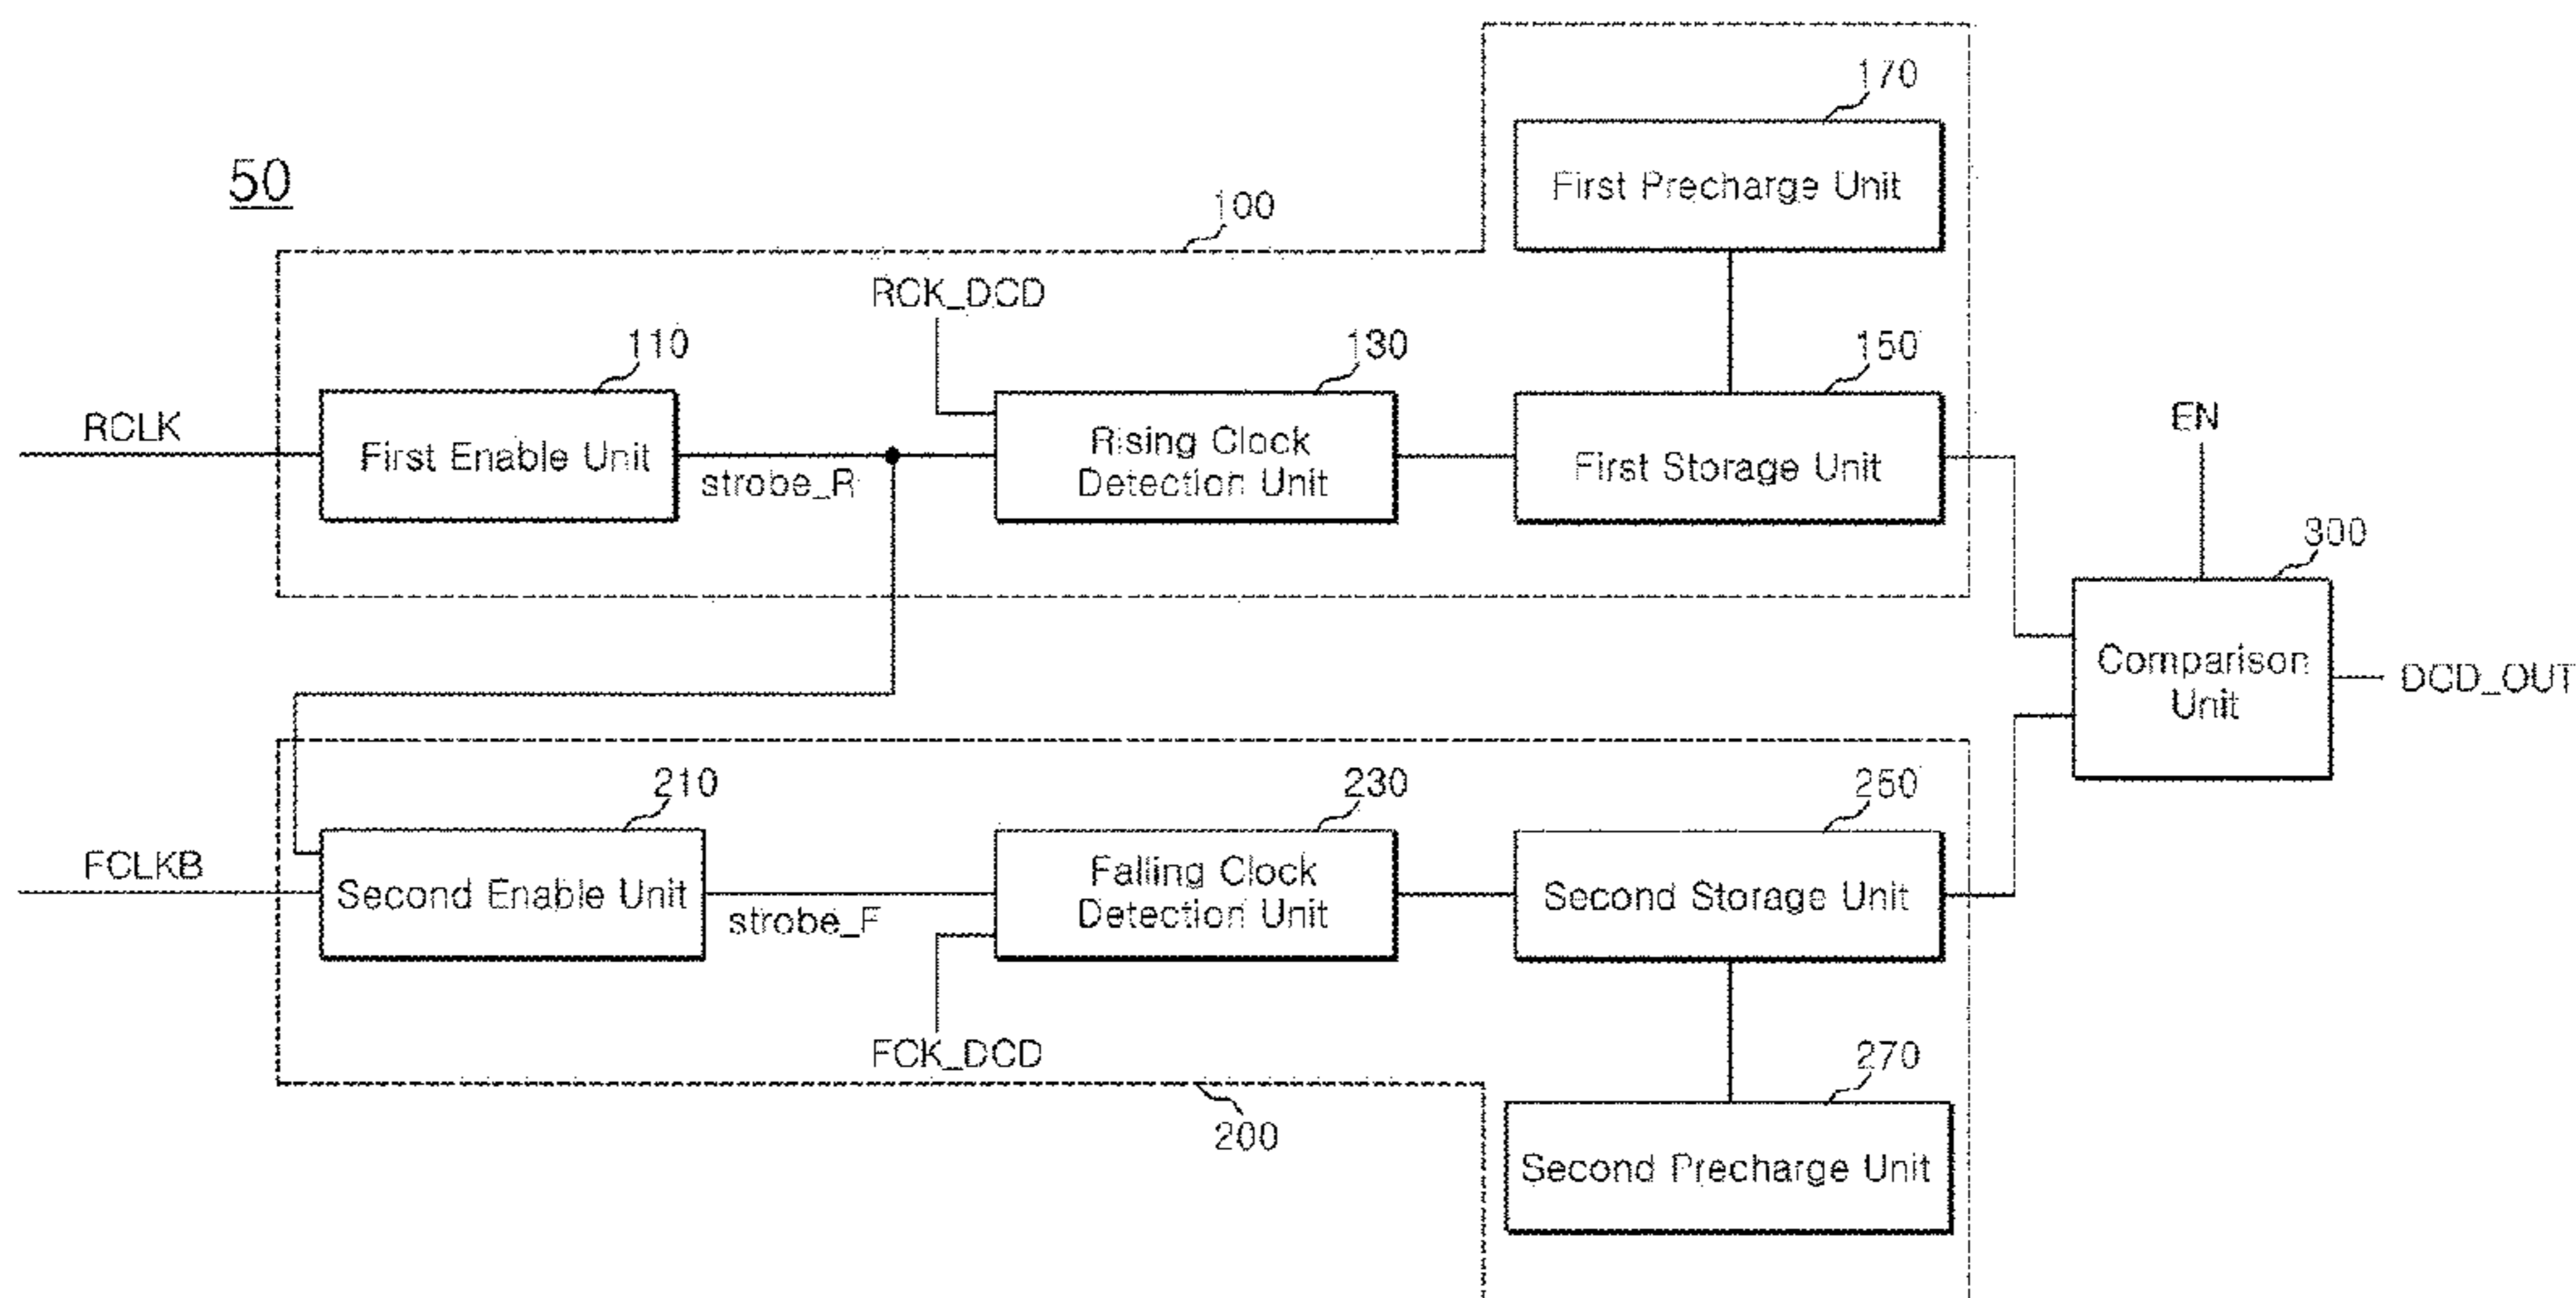 170
First Precharge Unit
50
100
RCK_DCD
110
130
150
RCLK
First Enable Unit
strobe_R
Rising Clock
Detection Unit
First Storage Unit
EN
300
Comparison
Unit
DCD_OUT
210
230
250
FCLKB
Second Enable Unit
strobe_F
Falling Clock
Detection Unit
Second Storage Unit
FCK_DCD
270
200
Second Precharge Unit